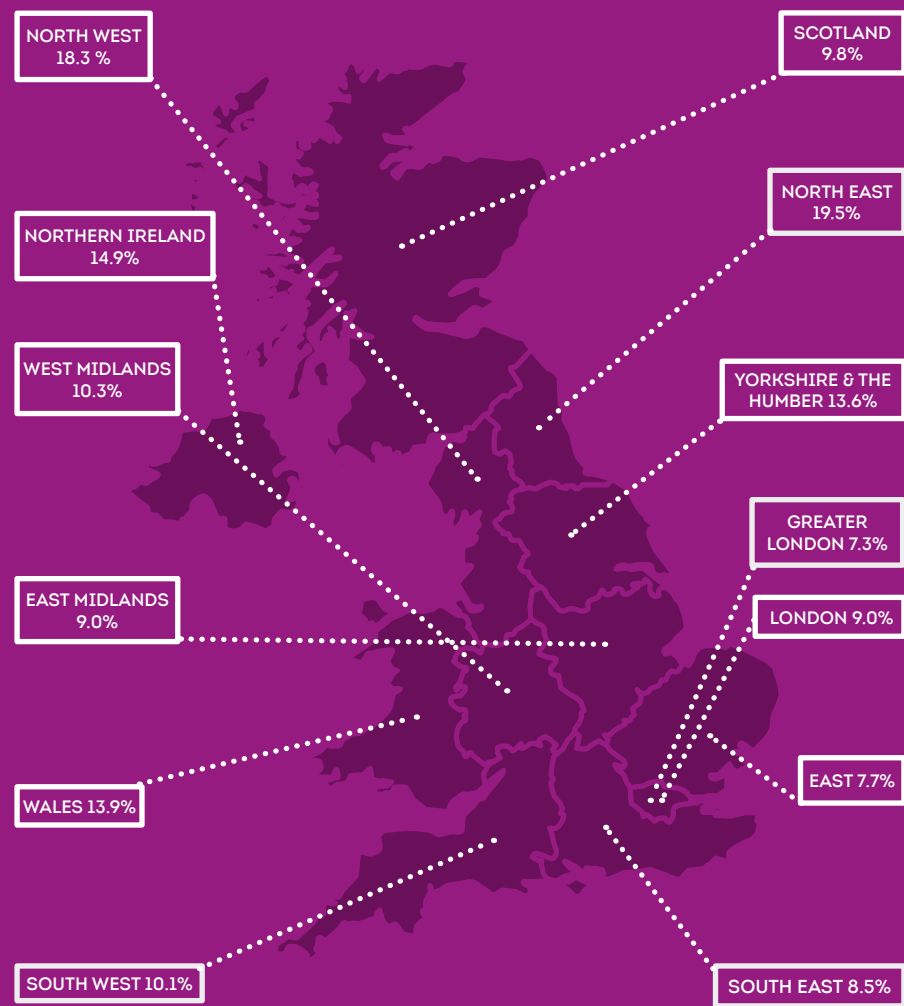 NORTH WEST
18.3 %
SCOTLAND
9.8%
NORTH EAST
19.5%
NORTHERN IRELAND
14.9%
WEST MIDLANDS
10.3%
YORKSHIRE & THE
HUMBER 13.6%
GREATER
LONDON 7.3%
EAST MIDLANDS
9.0%
LONDON 9.0%
EAST 7.7%
WALES 13.9%
SOUTH WEST 10.1%
SOUTH EAST 8.5%